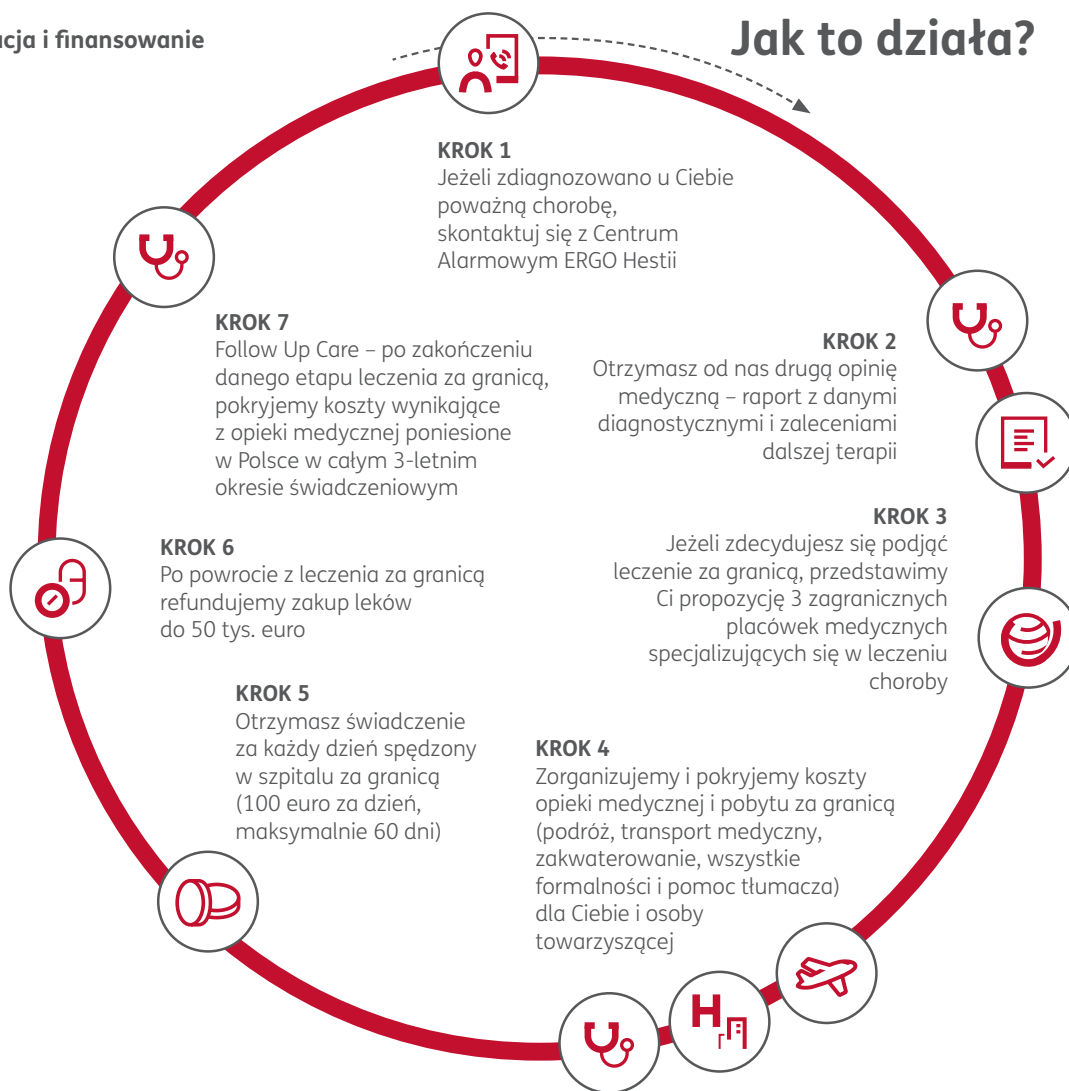 i finansowanie
Jak to działa?
KROK 1
Jeżeli zdiagnozowano u Ciebie
poważną chorobę,
skontaktuj się z Centrum
Alarmowym ERGO Hestii
KROK 2
Otrzymasz od nas drugą opinię
medyczną – raport z danymi
diagnostycznymi i zaleceniami
dalszej terapii
KROK 3
Jeżeli zdecydujesz się podjąć
leczenie za granicą, przedstawimy
Ci propozycję 3 zagranicznych
placówek medycznych
specjalizujących się w leczeniu
choroby
KROK 4
Zorganizujemy i pokryjemy koszty
opieki medycznej i pobytu za granicą
(podróż, transport medyczny,
zakwaterowanie, wszystkie
formalności i pomoc tłumacza)
dla Ciebie i osoby
towarzyszącej
KROK 5
Otrzymasz świadczenie
za każdy dzień spędzony
w szpitalu za granicą
(100 euro za dzień,
maksymalnie 60 dni)
KROK 6
Po powrocie z leczenia za granicą
refundujemy zakup leków
do 50 tys. euro
KROK 7
Follow Up Care – po zakończeniu
danego etapu leczenia za granicą,
pokryjemy koszty wynikające
z opieki medycznej poniesione
w Polsce w całym 3-letnim
okresie świadczeniowym
H